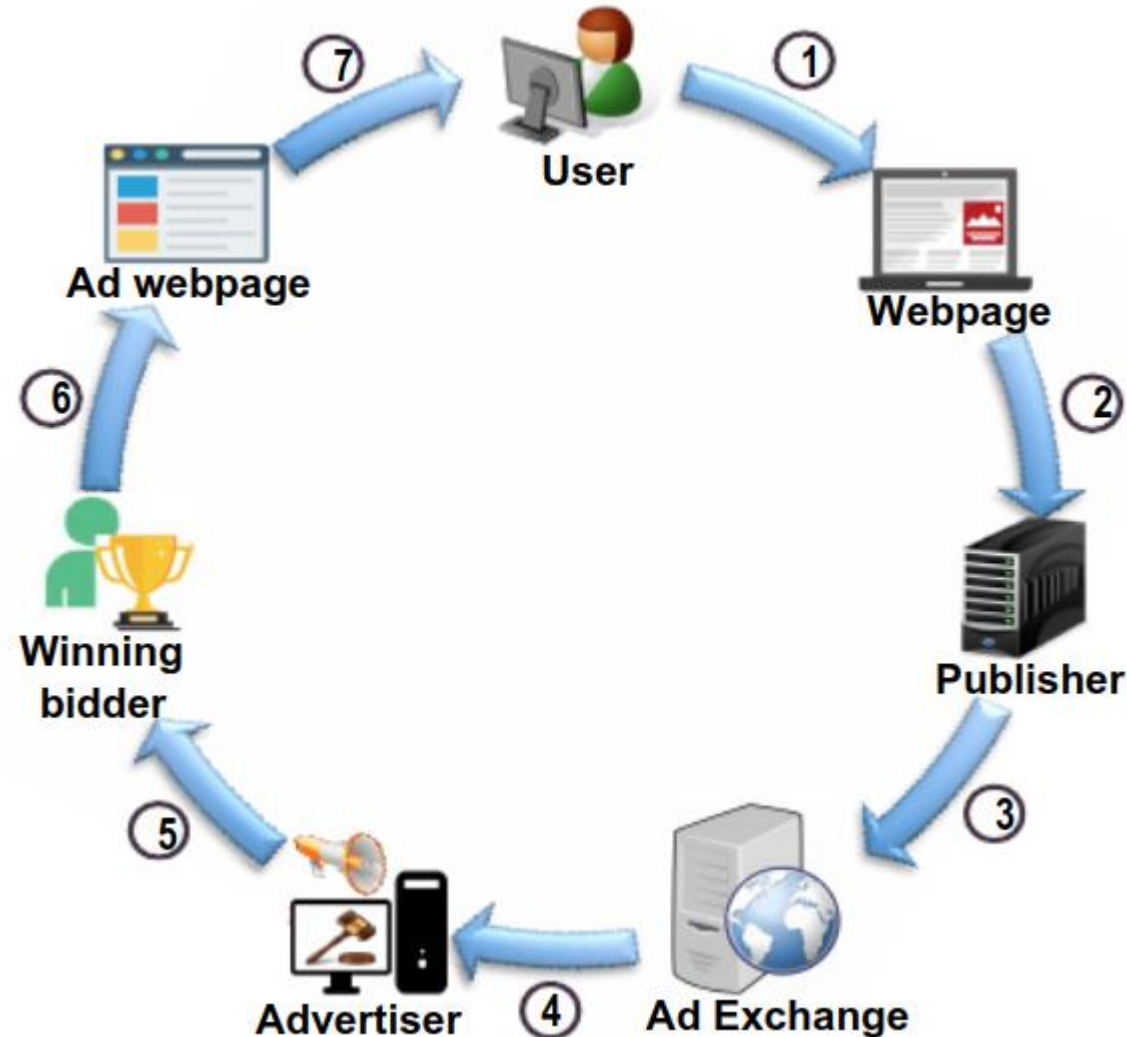 7
1
User
Ad webpage
Webpage
6
2
Winning
bidder
Publisher
5
3
Advertiser
4
Ad Exchange